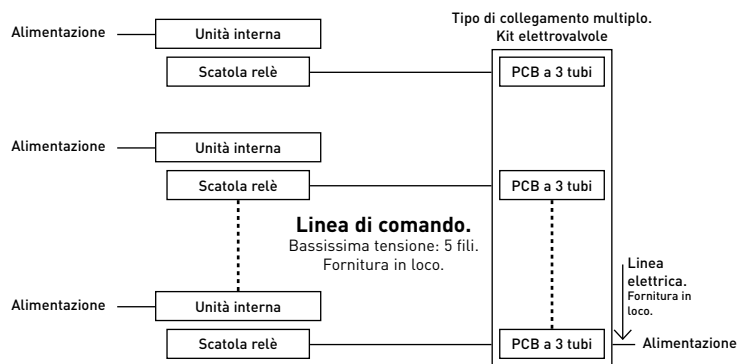 Tipo di collegamento multiplo.
Kit elettrovalvole
Alimentazione
Unità interna
Scatola relè
PCB a 3 tubi
Alimentazione
Unità interna
Scatola relè
PCB a 3 tubi
Linea di comando.
Bassissima tensione: 5 fili.
Fornitura in loco.
Linea
elettrica.
Fornitura in
loco.
Alimentazione
Unità interna
Scatola relè
PCB a 3 tubi
Alimentazione